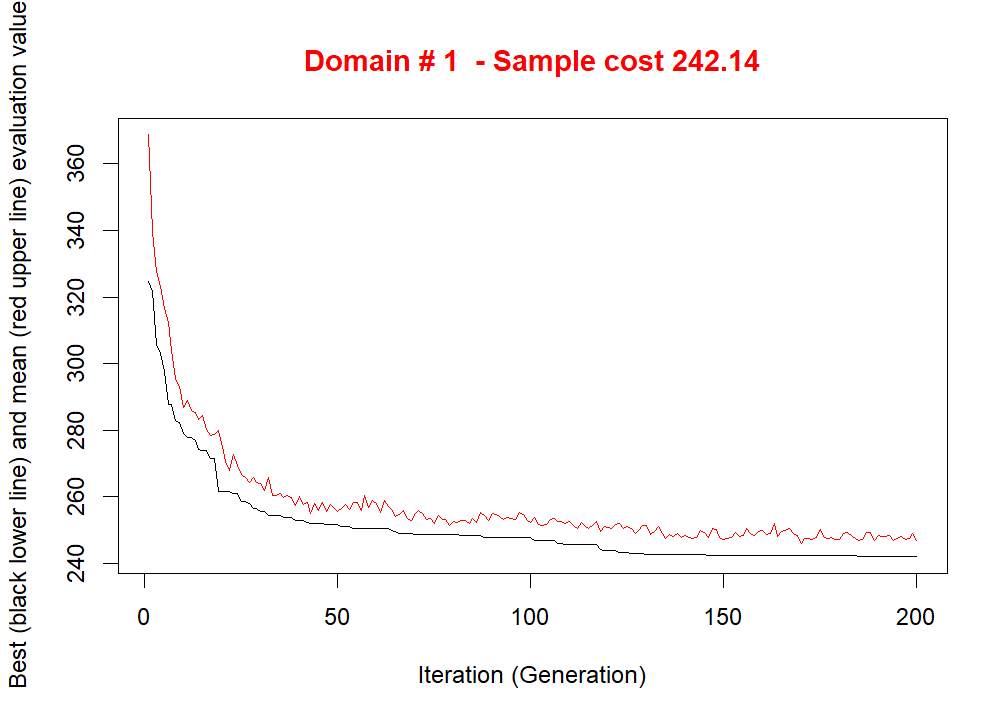 Domain # 1  - Sample cost 242.14
Best (black lower line) and mean (red upper line) evaluation value
360
340
320
300
280
260
240
0 50 100 150 200
Iteration (Generation)